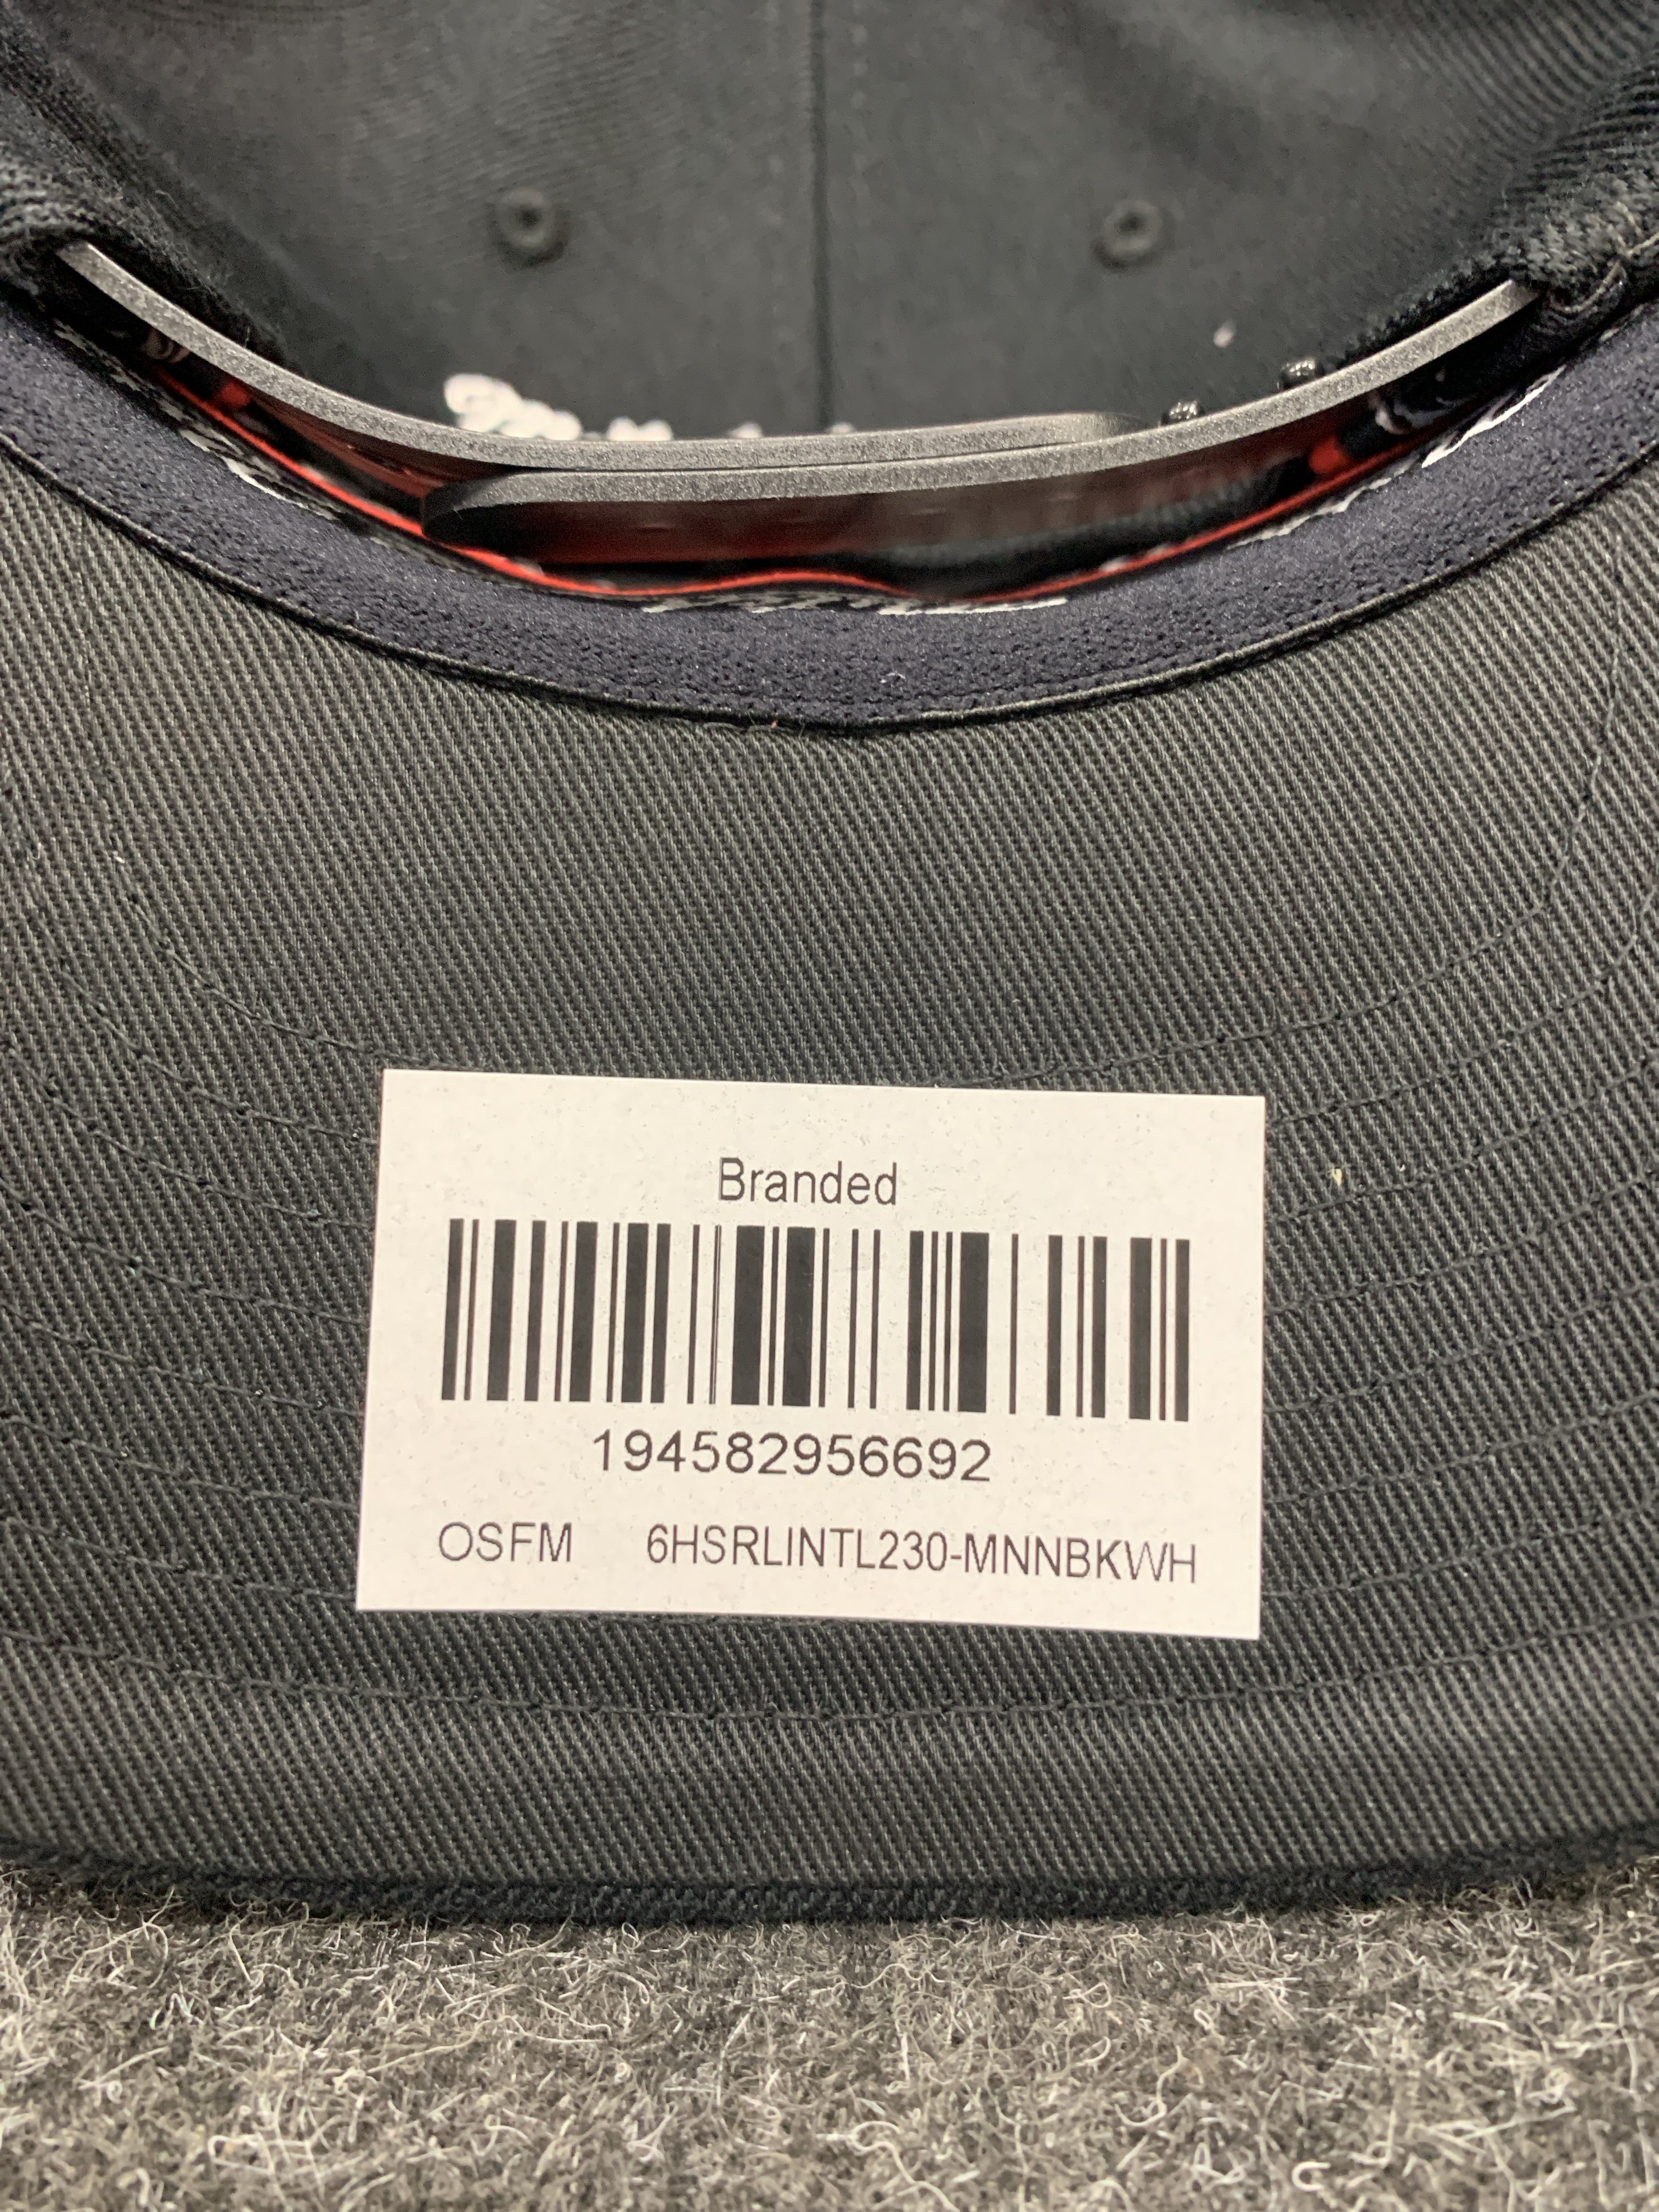 Branded
194582956692
OSFM 6HSRLINTL230-MNNBKWH